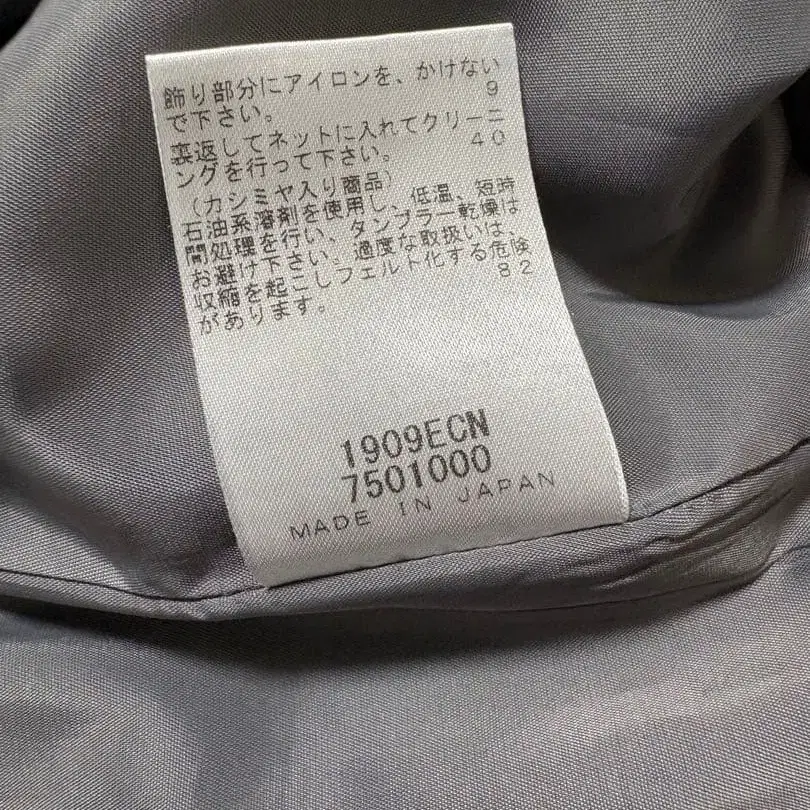 飾り部分にアイロンを、かけない
9
で下さい。
裏返してネットに入れてクリーニ
40
ングを行って下さい。
(カシミヤ入り商品)
石油系溶剤を使用し、低温、短時
間処理を行い、タンブラー乾燥は
お避け下さい。過度な取扱いは、
収縮を起こしフェルト化する危険
82
があります。
1909ECN
7501000
MADE IN JAPAN